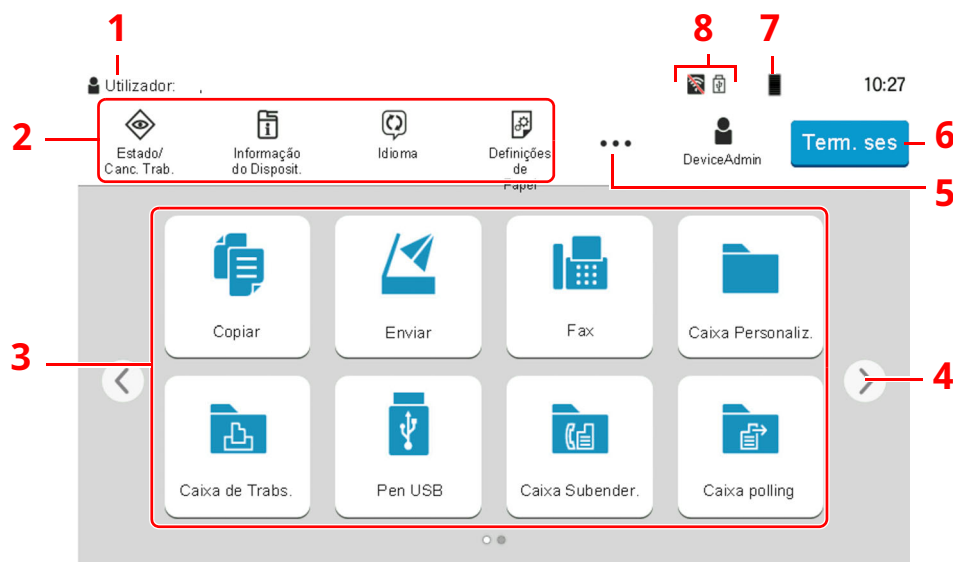 1
8
7
Utilizador: ,
10:27
2
Estado/
Canc. Trab.
Informação
do Disposit.
Idioma
Definições
de
Papel
...
DeviceAdmin
Term. ses
6
5
3
Copiar
Enviar
Fax
Caixa Personaliz.
4
Caixa de Trabs.
Pen USB
Caixa Subender.
Caixa polling